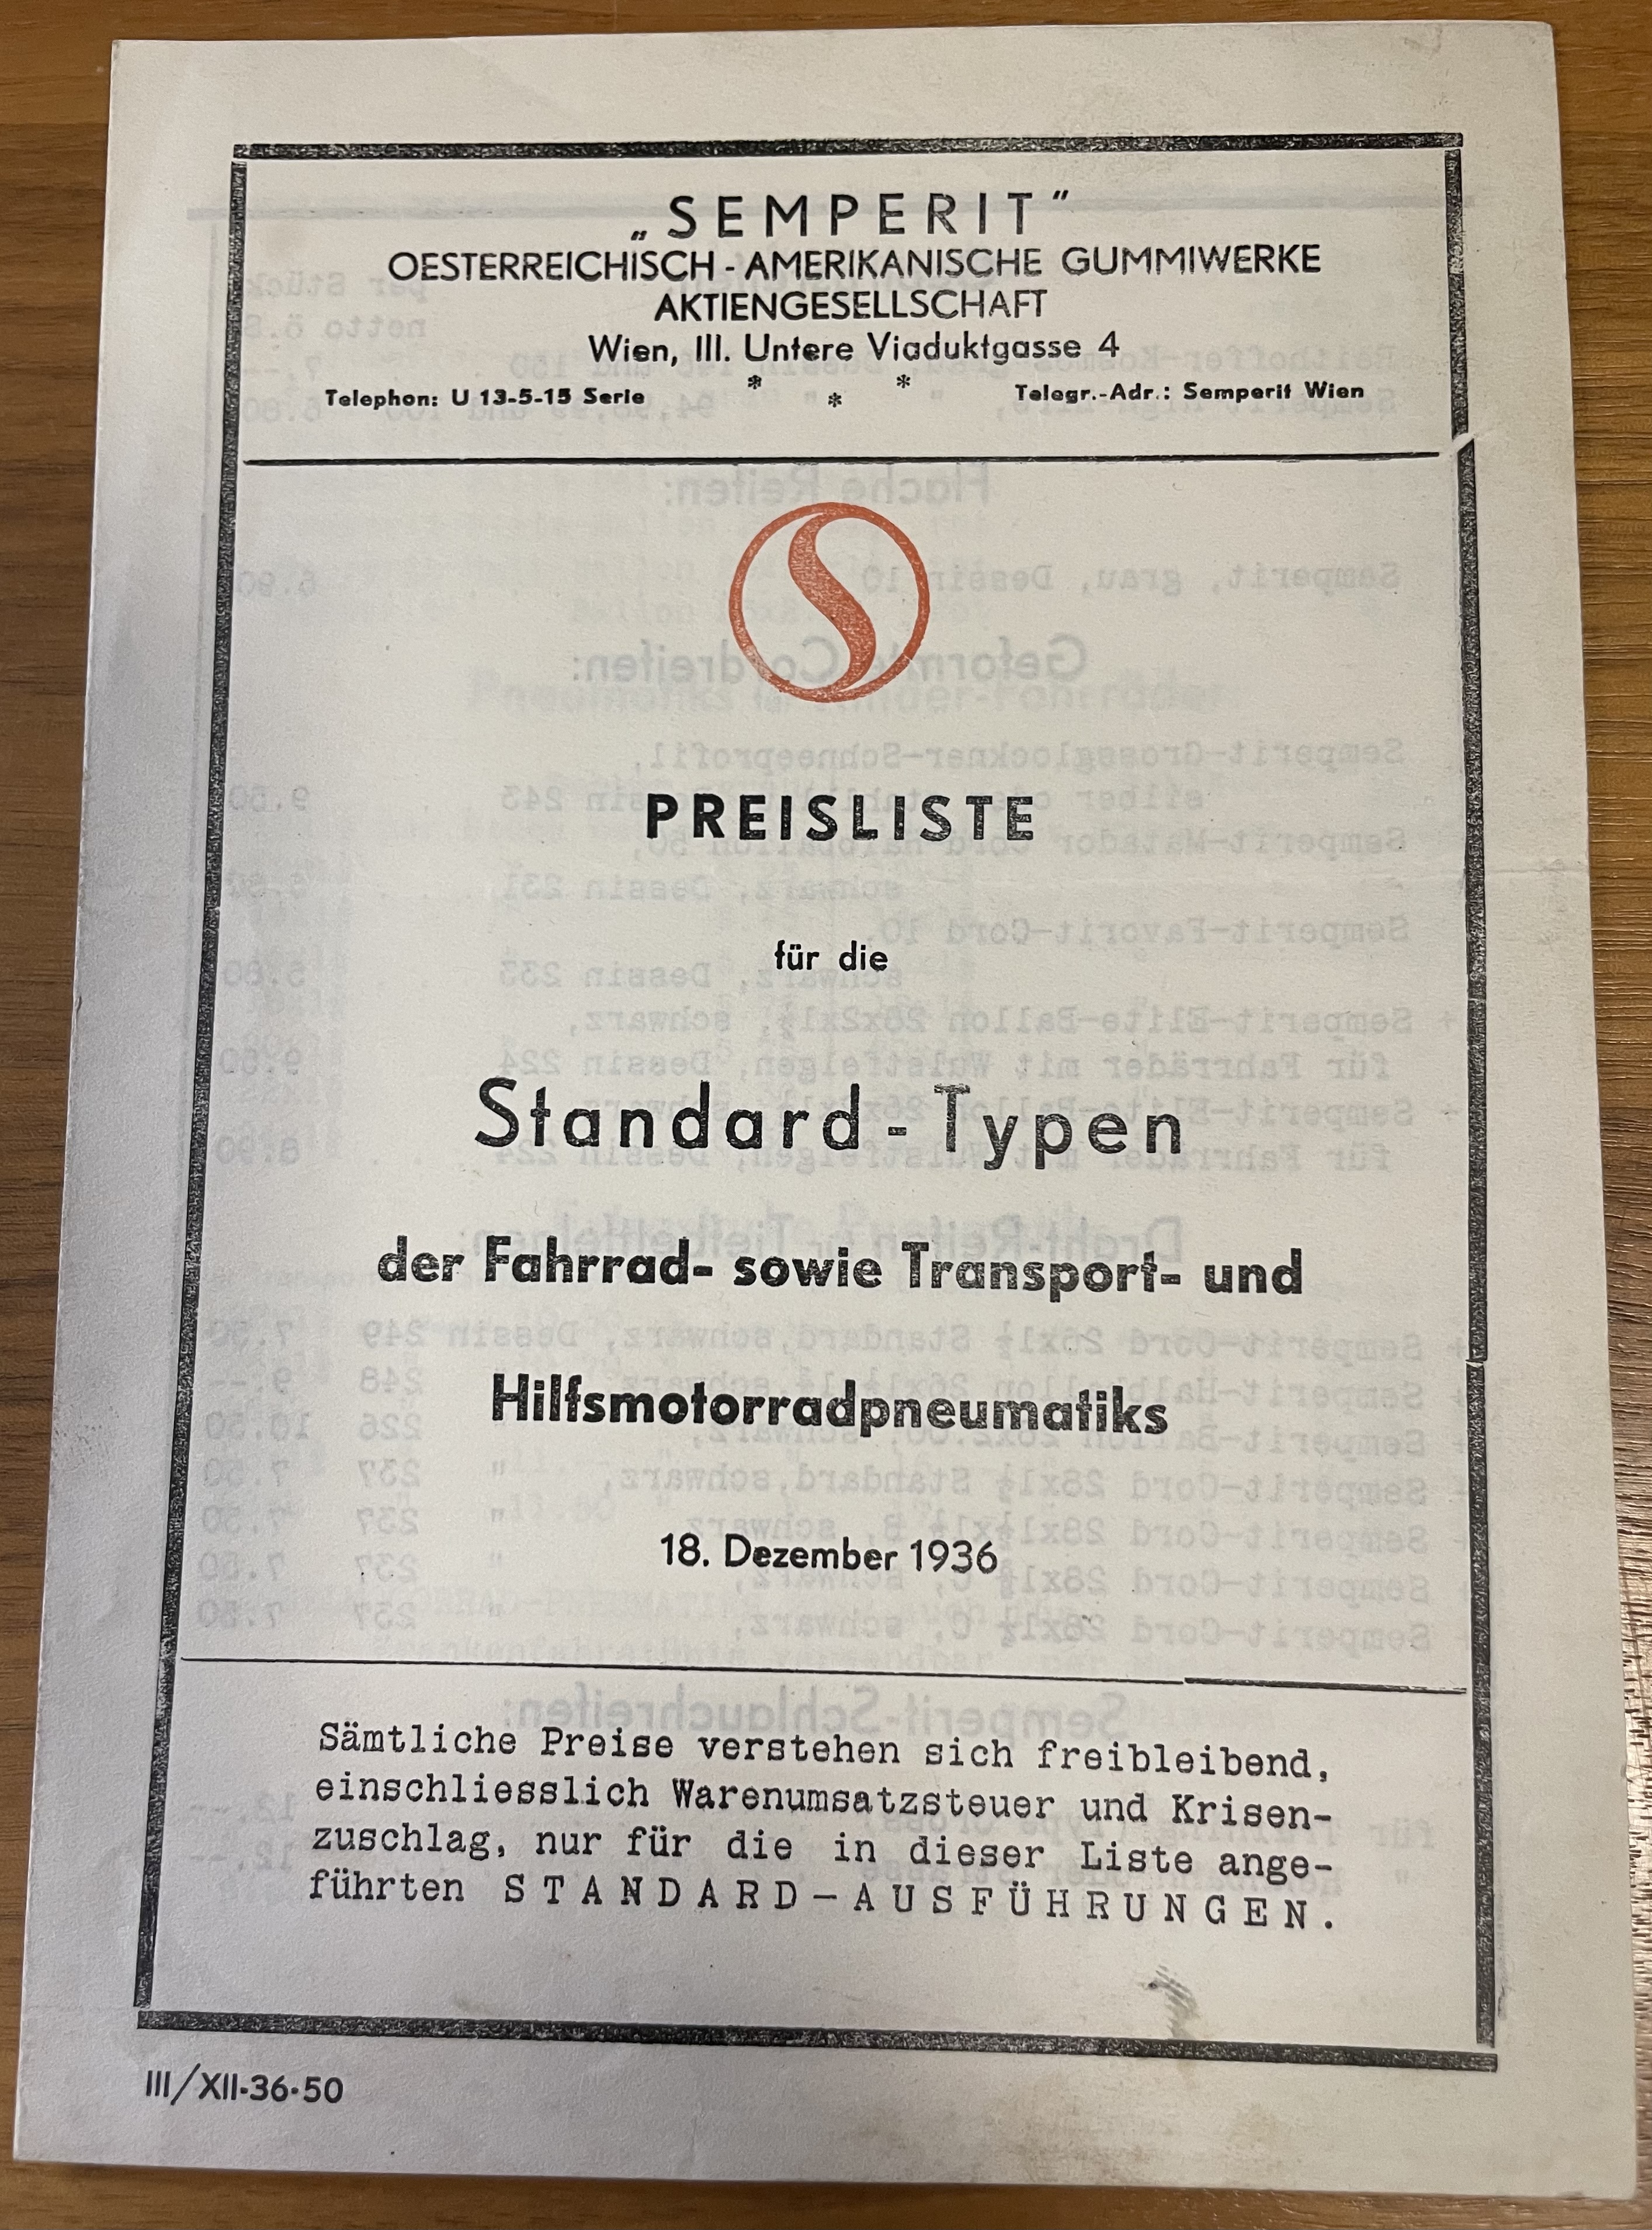 „SEMPERIT"
OESTERREICHISCH - AMERIKANISCHE GUMMIWERKE
AKTIENGESELLSCHAFT
Wien, III. Untere Viaduktgasse 4
Telephon: U 13-5-15 Serie * * * Telegr.-Adr.: Semperit Wien
PREISLISTE
für die
Standard-Typen
der Fahrrad- sowie Transport- und
Hilfsmotorradpneumatiks
18. Dezember 1936
Sämtliche Preise verstehen sich freibleibend,
einschliesslich Warenumsatzsteuer und Krisen-
zuschlag, nur für die in dieser Liste ange-
führten STANDARD-AUSFÜHRUNGEN.
III/XII-36-50